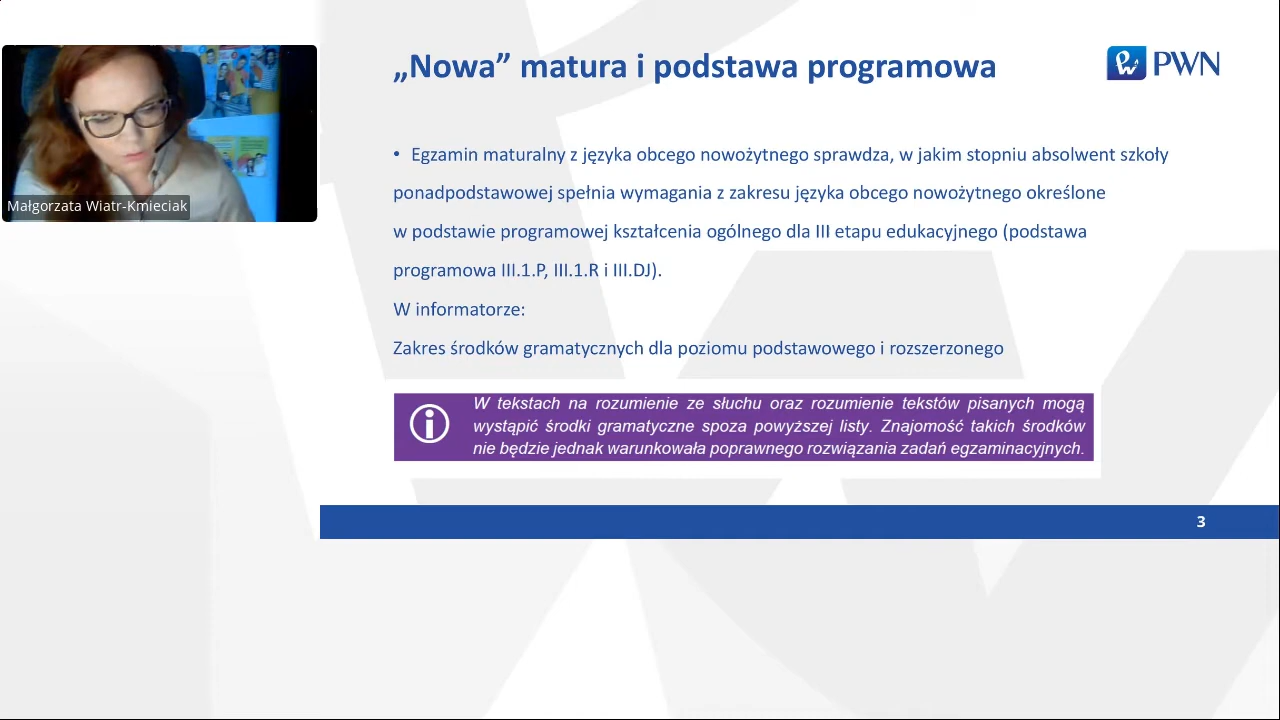 „Nowa” matura i podstawa programowa
PWN
Małgorzata Wiatr-Kmieciak
• Egzamin maturalny z języka obcego nowożytnego sprawdza, w jakim stopniu absolwent szkoły
ponadpodstawowej spełnia wymagania z zakresu języka obcego nowożytnego określone
w podstawie programowej kształcenia ogólnego dla III etapu edukacyjnego (podstawa
programowa III.1.P, III.1.R i III.DJ).
W informatorze:
Zakres środków gramatycznych dla poziomu podstawowego i rozszerzonego
W tekstach na rozumienie ze słuchu oraz rozumienie tekstów pisanych mogą
wystąpić środki gramatyczne spoza powyższej listy. Znajomość takich środków
nie będzie jednak warunkowała poprawnego rozwiązania zadań egzaminacyjnych.
3